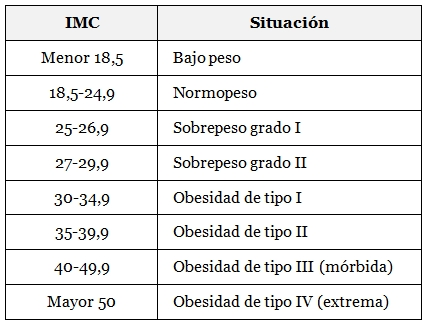 IMC Situación
Menor 18,5 Bajo peso
18,5-24,9 Normopeso
25-26,9 Sobrepeso grado I
27-29,9 Sobrepeso grado II
30-34,9 Obesidad de tipo I
35-39,9 Obesidad de tipo II
40-49,9 Obesidad de tipo III (mórbida)
Mayor 50 Obesidad de tipo IV (extrema)